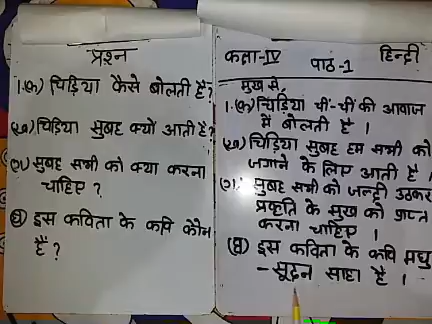 प्रश्न
1.(क) चिड़िया कैसे बोलती है?
(ख) चिड़िया सुबह क्यों आती है?
(ग) सुबह सभी को क्या करना
चाहिए ?
(घ) इस कविता के कवि कौन
हैं ?
कक्षा-IV पाठ-1 हिन्दी
मुख से
1.(क) चिड़िया चीं-चीं की आवाज
में बोलती है ।
(ख) चिड़िया सुबह हम सभी को
जगाने के लिए आती है ।
(ग) सुबह सभी को जल्दी उठकर
प्रकृति के सुख को प्राप्त
करना चाहिए ।
(घ) इस कविता के कवि मधु
-सूदन साहा है ।